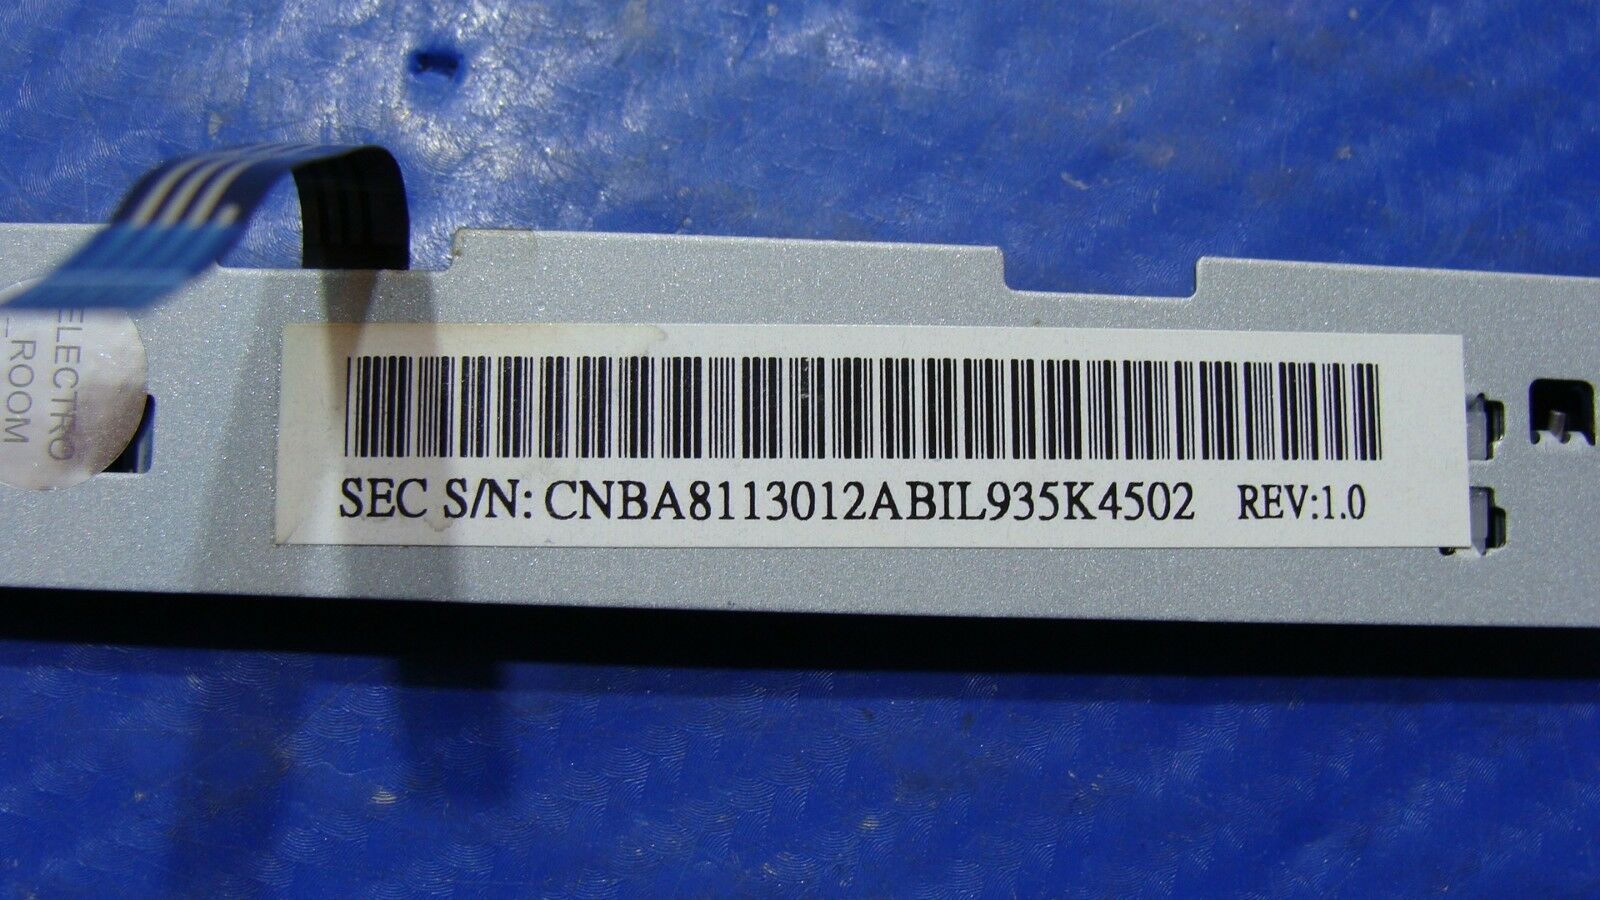 ELECTRO
_ROOM
SEC S/N: CNBA8113012ABIL935K4502 REV:1.0